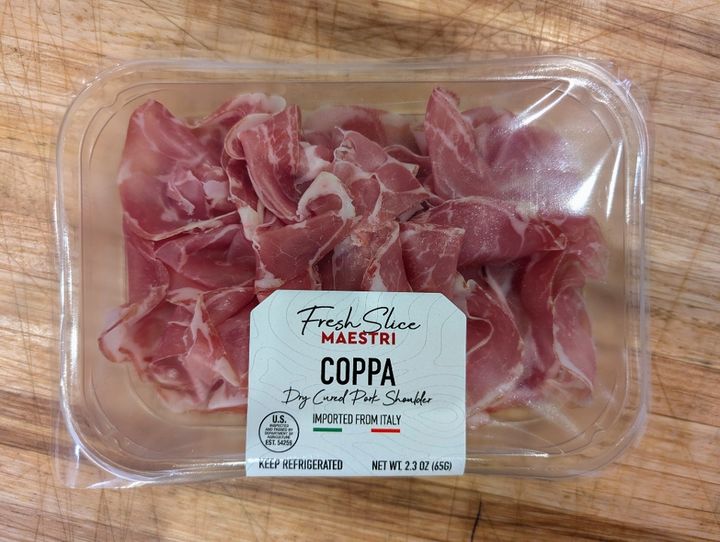 Fresh Slice
MAESTRI
COPPA
Dry Cured Pork Shoulder
IMPORTED FROM ITALY
U.S.
INSPECTED
AND PASSED BY
DEPARTMENT OF
AGRICULTURE
EST. 54259
KEEP REFRIGERATED
NET WT. 2.3 OZ (65G)